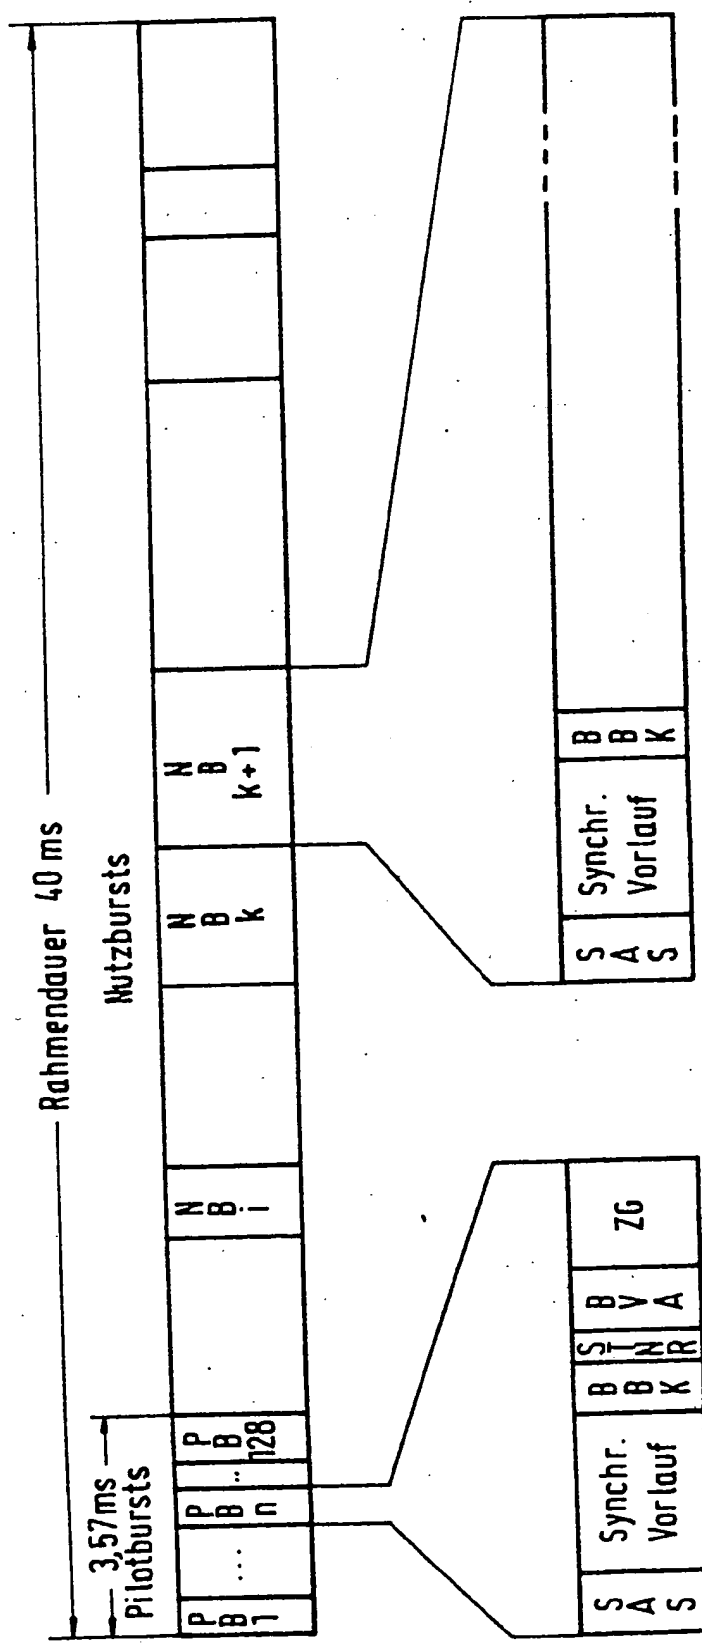 Rahmendauer 40 ms
3,57ms
Pilotbursts
Nutzbursts
P B 1
...
P B n
..
P B 128
N B i
N B k
N B k+1
S A S
Synchr. Vorlauf
B B K
S T N R
B V A
ZG
S A S
Synchr. Vorlauf
B B K